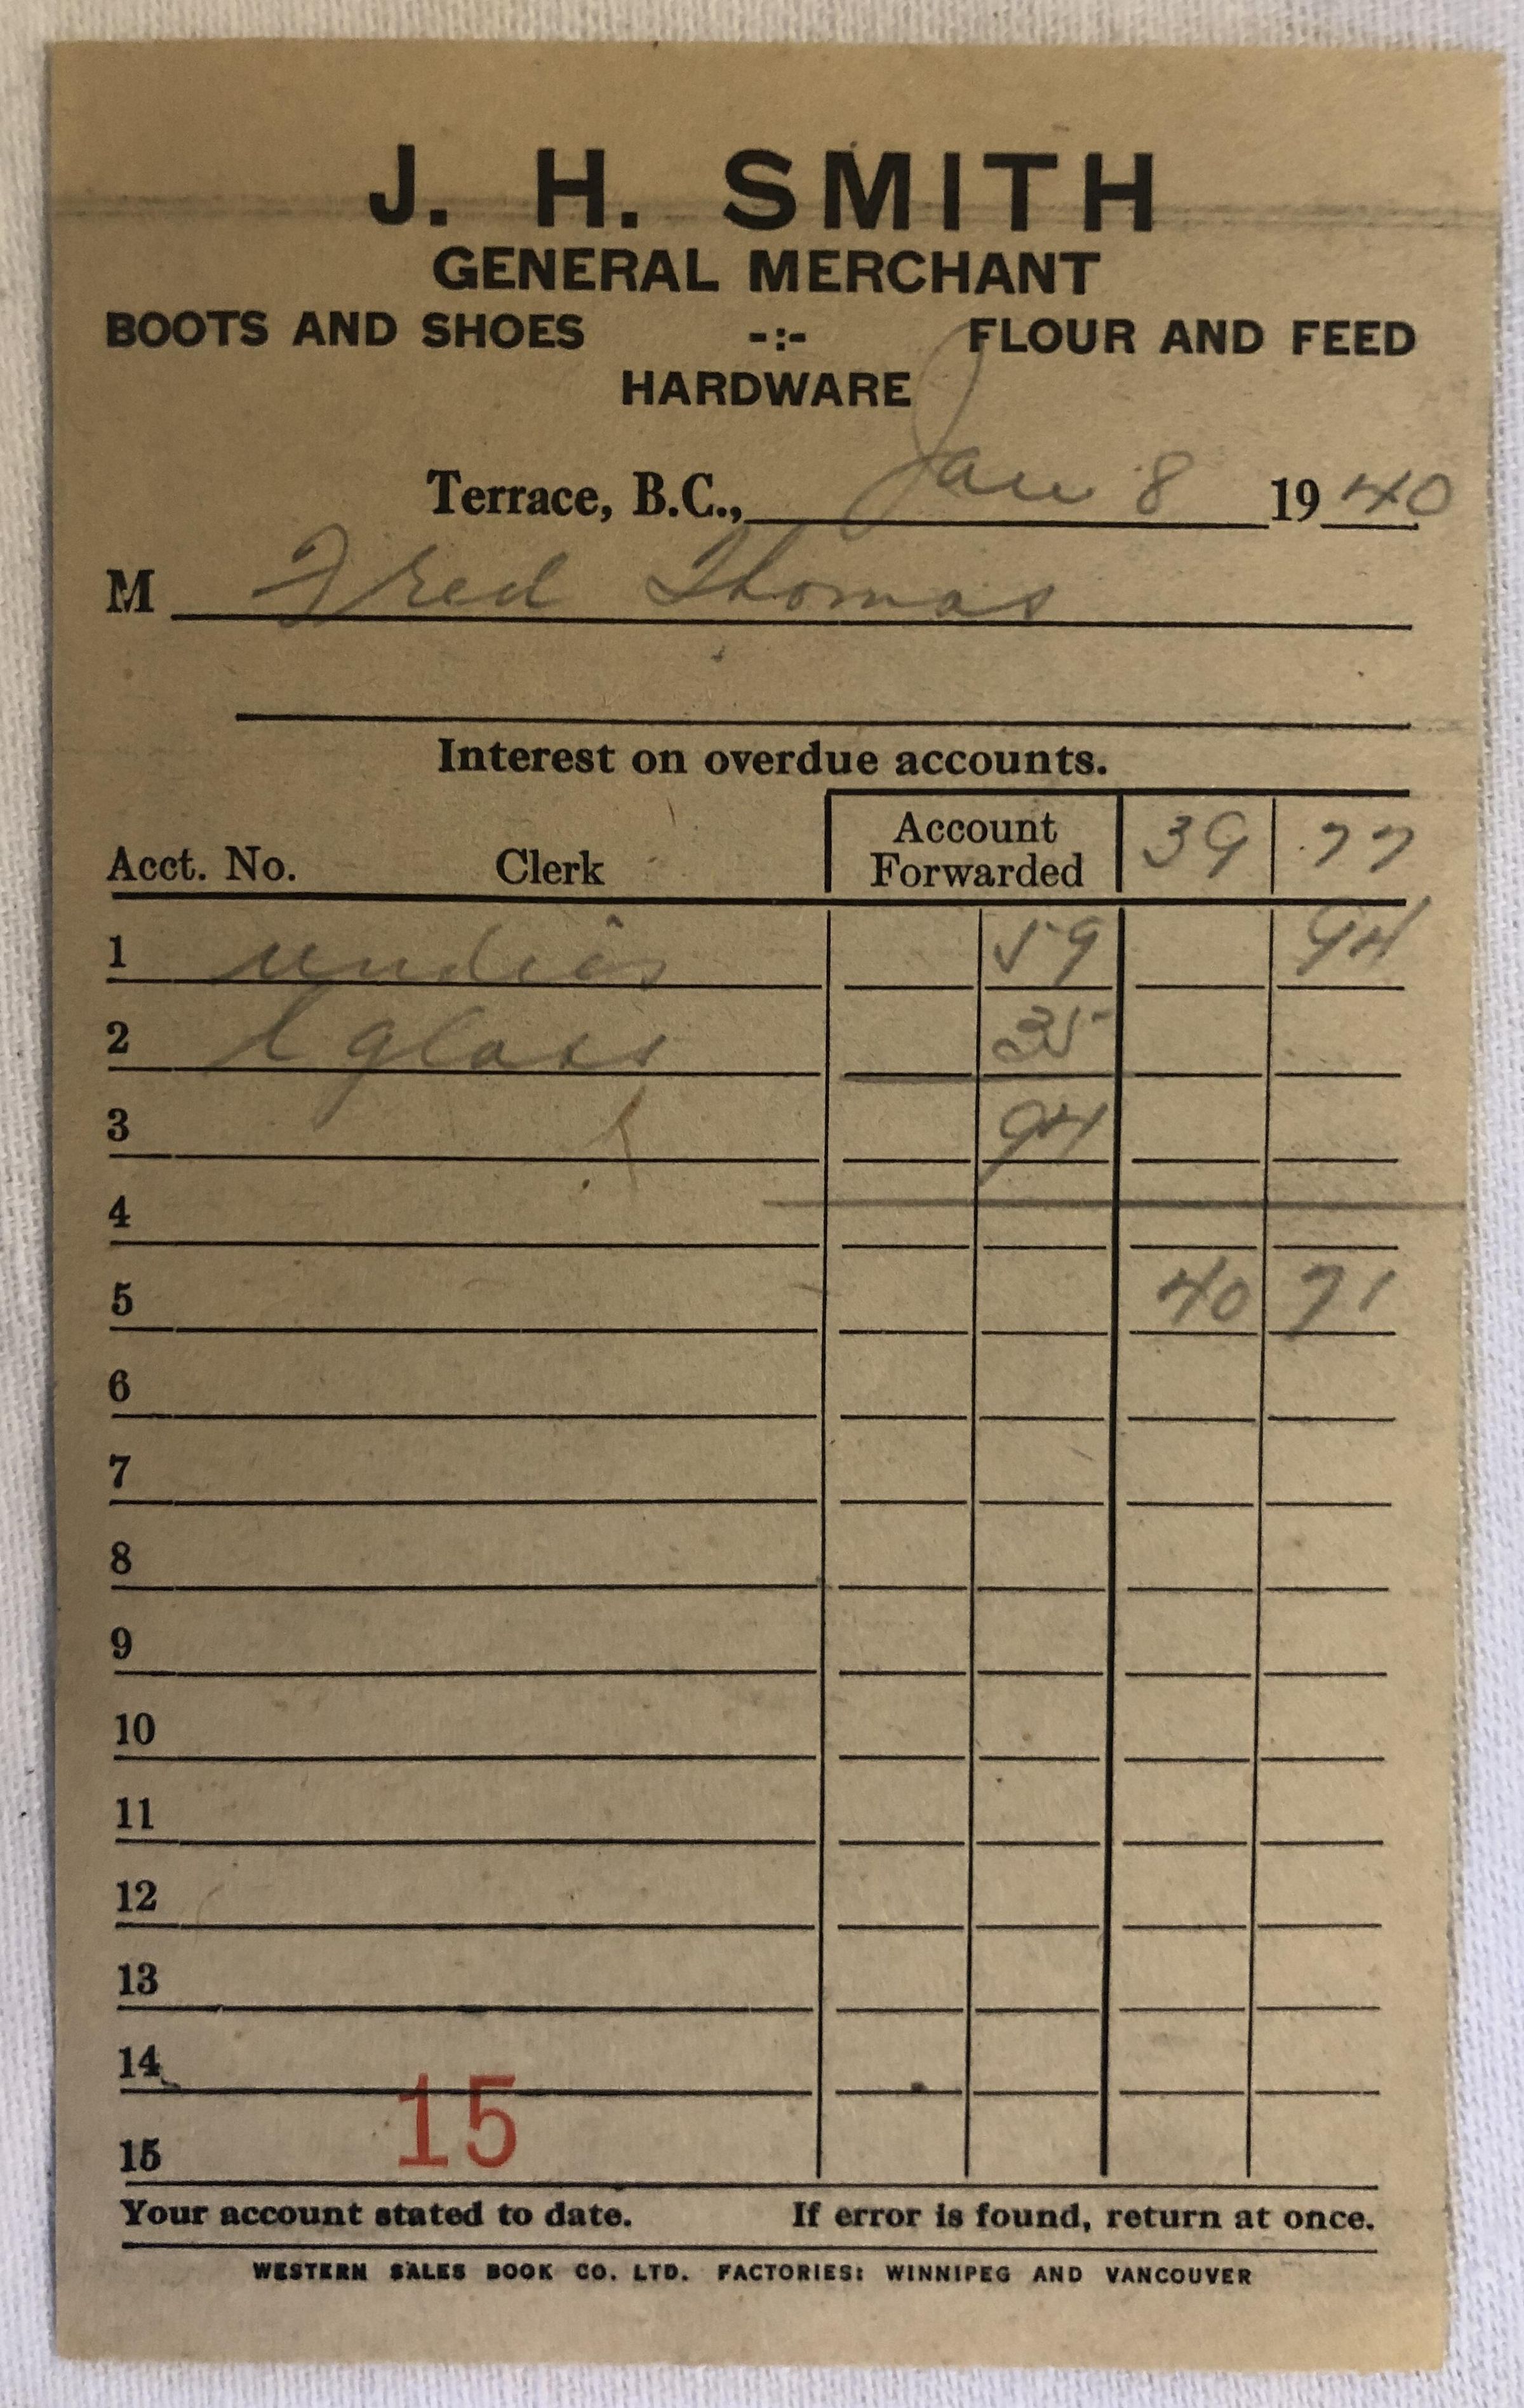 J. H. SMITH
GENERAL MERCHANT
BOOTS AND SHOES -:- FLOUR AND FEED
HARDWARE
Terrace, B.C., Jan 8 1940
M Fred Thomas
Interest on overdue accounts.
Acct. No. Clerk Account Forwarded 39 77
1 undies 59 94
2 l glass 35
3 94
4
5 40 71
6
7
8
9
10
11
12
13
14
15 15
Your account stated to date. If error is found, return at once.
WESTERN SALES BOOK CO. LTD. FACTORIES: WINNIPEG AND VANCOUVER